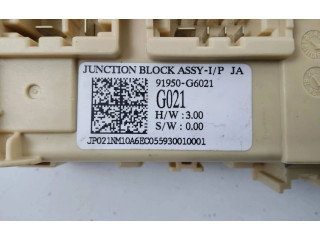 JUNCTION BLOCK ASSY-I/P JA
91950-G6021
G021
H/W: 3.00
S/W: 0.00
JP021NM10A6EC055930010001